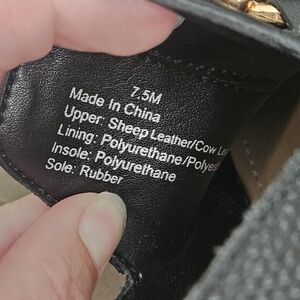 7.5M
Made In China
Upper: Sheep Leather/Cow
Lining: Polyurethane/
Insole: Polyurethane
Sole: Rubber